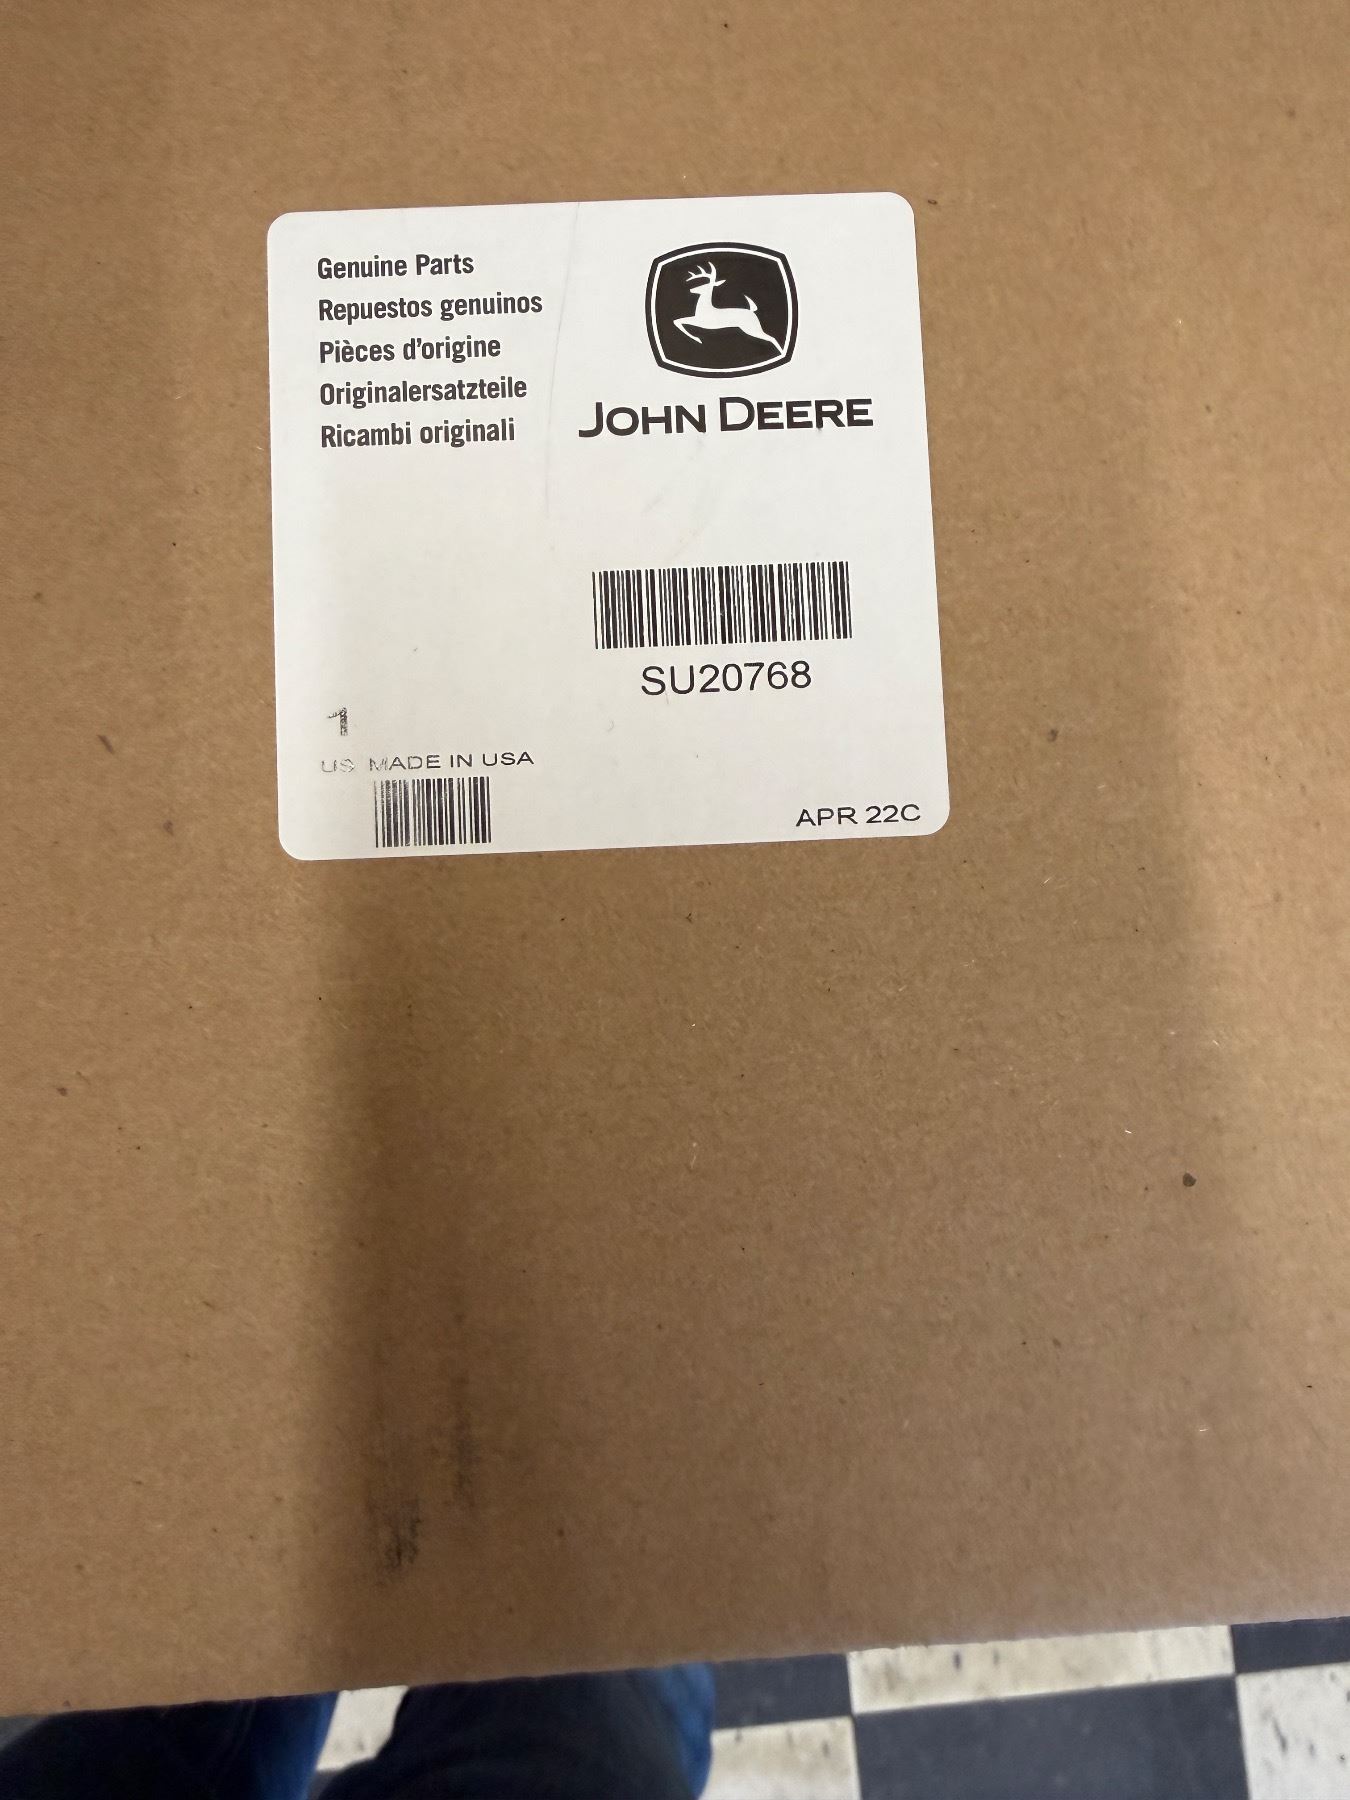 Genuine Parts
Repuestos genuinos
Pièces d'origine
Originalersatzteile
Ricambi originali
JOHN DEERE
SU20768
1
US MADE IN USA
APR 22C